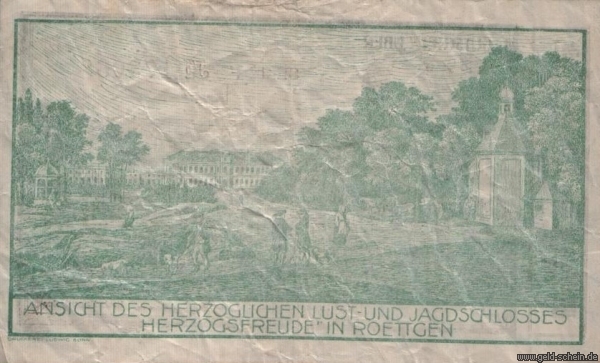 ANSICHT DES HERZOGLICHEN LUST- UND JAGDSCHLOSSES
HERZOGSFREUDE" IN ROETTGEN
www.geld-schein.de